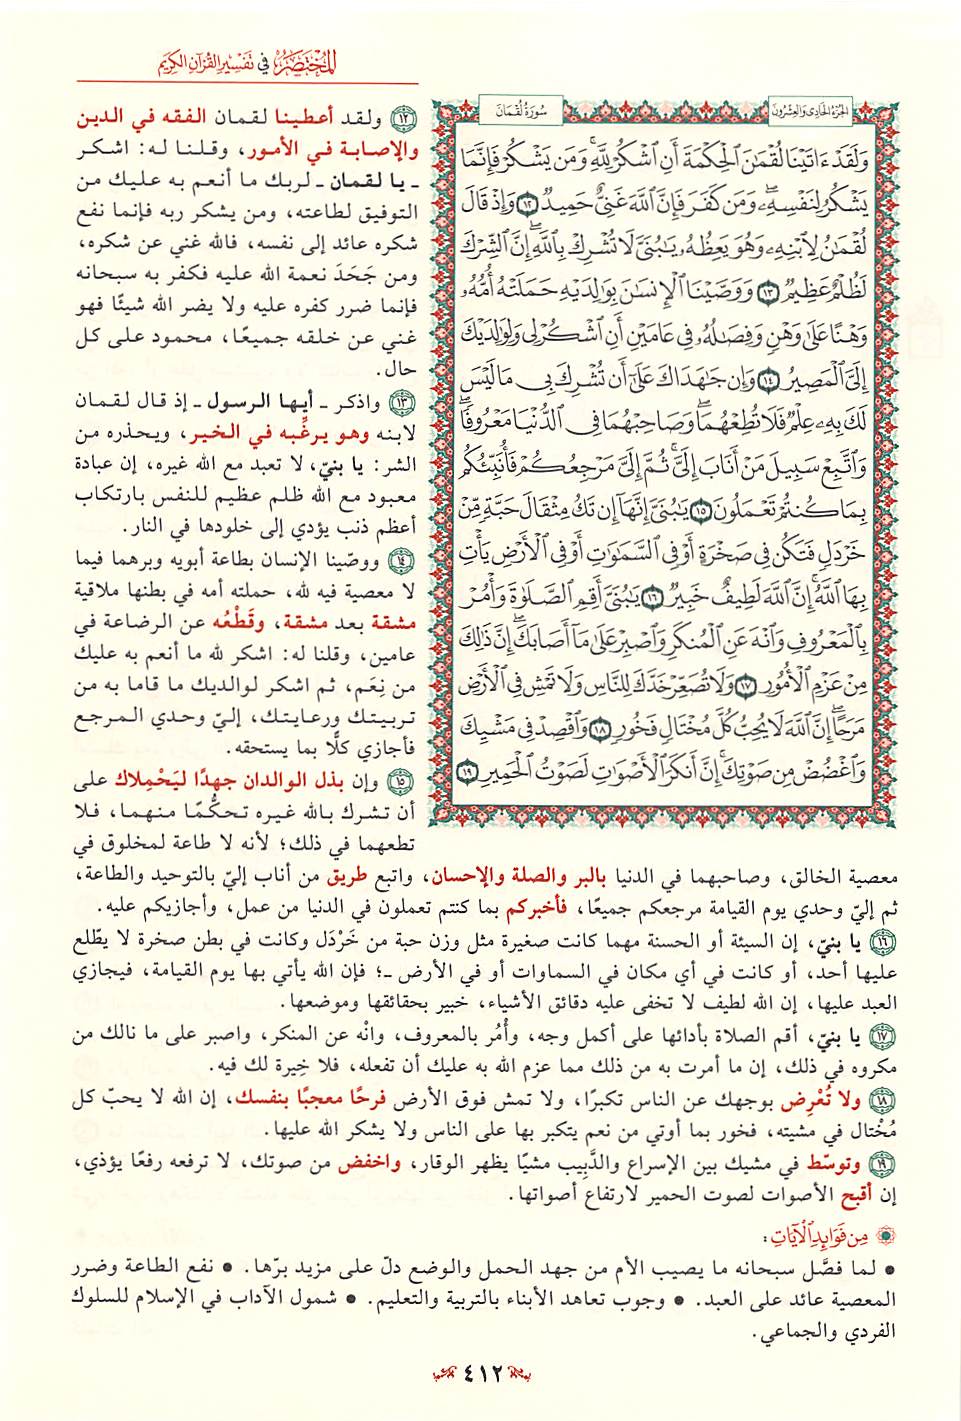 المختصر في تفسير القرآن الكريم
الجزء الحادي والعشرون
سورة لقمان
وَلَقَدْ ءَاتَيْنَا لُقْمَٰنَ ٱلْحِكْمَةَ أَنِ ٱشْكُرْ لِلَّهِۚ وَمَن يَشْكُرْ فَإِنَّمَا
يَشْكُرُ لِنَفْسِهِۦۖ وَمَن كَفَرَ فَإِنَّ ٱللَّهَ غَنِىٌّ حَمِيدٌ ١٢ وَإِذْ قَالَ
لُقْمَٰنُ لِٱبْنِهِۦ وَهُوَ يَعِظُهُۥ يَٰبُنَىَّ لَا تُشْرِكْ بِٱللَّهِۖ إِنَّ ٱلشِّرْكَ
لَظُلْمٌ عَظِيمٌ ١٣ وَوَصَّيْنَا ٱلْإِنسَٰنَ بِوَٰلِدَيْهِ حَمَلَتْهُ أُمُّهُۥ
وَهْنًا عَلَىٰ وَهْنٍ وَفِصَٰلُهُۥ فِى عَامَيْنِ أَنِ ٱشْكُرْ لِى وَلِوَٰلِدَيْكَ
إِلَىَّ ٱلْمَصِيرُ ١٤ وَإِن جَٰهَدَاكَ عَلَىٰٓ أَن تُشْرِكَ بِى مَا لَيْسَ
لَكَ بِهِۦ عِلْمٌ فَلَا تُطِعْهُمَاۖ وَصَاحِبْهُمَا فِى ٱلدُّنْيَا مَعْرُوفًاۖ
وَٱتَّبِعْ سَبِيلَ مَنْ أَنَابَ إِلَىَّۚ ثُمَّ إِلَىَّ مَرْجِعُكُمْ فَأُنَبِّئُكُم
بِمَا كُنتُمْ تَعْمَلُونَ ١٥ يَٰبُنَىَّ إِنَّهَآ إِن تَكُ مِثْقَالَ حَبَّةٍ مِّنْ
خَرْدَلٍ فَتَكُن فِى صَخْرَةٍ أَوْ فِى ٱلسَّمَٰوَٰتِ أَوْ فِى ٱلْأَرْضِ يَأْتِ
بِهَا ٱللَّهُۚ إِنَّ ٱللَّهَ لَطِيفٌ خَبِيرٌ ١٦ يَٰبُنَىَّ أَقِمِ ٱلصَّلَوٰةَ وَأْمُرْ
بِٱلْمَعْرُوفِ وَٱنْهَ عَنِ ٱلْمُنكَرِ وَٱصْبِرْ عَلَىٰ مَآ أَصَابَكَۖ إِنَّ ذَٰلِكَ
مِنْ عَزْمِ ٱلْأُمُورِ ١٧ وَلَا تُصَعِّرْ خَدَّكَ لِلنَّاسِ وَلَا تَمْشِ فِى ٱلْأَرْضِ
مَرَحًاۖ إِنَّ ٱللَّهَ لَا يُحِبُّ كُلَّ مُخْتَالٍ فَخُورٍ ١٨ وَٱقْصِدْ فِى مَشْيِكَ
وَٱغْضُضْ مِن صَوْتِكَۚ إِنَّ أَنكَرَ ٱلْأَصْوَٰتِ لَصَوْتُ ٱلْحَمِيرِ ١٩
١٢ ولقد أعطينا لقمان الفقه في الدين
والإصابة في الأمور، وقلنا له: اشكر
ـ يا لقمان ـ لربك ما أنعم به عليك من
التوفيق لطاعته، ومن يشكر ربه فإنما نفع
شكره عائد إلى نفسه، فالله غني عن شكره،
ومن جَحَدَ نعمة الله عليه فكفر به سبحانه
فإنما ضرر كفره عليه ولا يضر الله شيئًا فهو
غني عن خلقه جميعًا، محمود على كل
حال.
١٣ واذكر ـ أيها الرسول ـ إذ قال لقمان
لابنه وهو يرغِّبه في الخير، ويحذره من
الشر: يا بنيّ، لا تعبد مع الله غيره، إن عبادة
معبود مع الله ظلم عظيم للنفس بارتكاب
أعظم ذنب يؤدي إلى خلودها في النار.
١٤ ووصّينا الإنسان بطاعة أبويه وبرهما فيما
لا معصية فيه لله، حملته أمه في بطنها ملاقية
مشقة بعد مشقة، وقَطْعُه عن الرضاعة في
عامين، وقلنا له: اشكر لله ما أنعم به عليك
من نِعَم، ثم اشكر لوالديك ما قاما به من
تربيتك ورعايتك، إليّ وحدي المرجع
فأجازي كلًّا بما يستحقه.
١٥ وإن بذل الوالدان جهدًا ليَحْمِلاك على
أن تشرك بالله غيره تحكُّمًا منهما، فلا
تطعهما في ذلك؛ لأنه لا طاعة لمخلوق في
معصية الخالق، وصاحبهما في الدنيا بالبر والصلة والإحسان، واتبع طريق من أناب إليّ بالتوحيد والطاعة،
ثم إليّ وحدي يوم القيامة مرجعكم جميعًا، فأخبركم بما كنتم تعملون في الدنيا من عمل، وأجازيكم عليه.
١٦ يا بنيّ، إن السيئة أو الحسنة مهما كانت صغيرة مثل وزن حبة من خَرْدَل وكانت في بطن صخرة لا يطّلع
عليها أحد، أو كانت في أي مكان في السماوات أو في الأرض ـ؛ فإن الله يأتي بها يوم القيامة، فيجازي
العبد عليها، إن الله لطيف لا تخفى عليه دقائق الأشياء، خبير بحقائقها وموضعها.
١٧ يا بنيّ، أقم الصلاة بأدائها على أكمل وجه، وأْمُر بالمعروف، وانْه عن المنكر، واصبر على ما نالك من
مكروه في ذلك، إن ما أمرت به من ذلك مما عزم الله به عليك أن تفعله، فلا خِيرة لك فيه.
١٨ ولا تُعْرِض بوجهك عن الناس تكبرًا، ولا تمش فوق الأرض فرحًا معجبًا بنفسك، إن الله لا يحبّ كل
مُخْتال في مشيته، فخور بما أوتي من نعم يتكبر بها على الناس ولا يشكر الله عليها.
١٩ وتوسّط في مشيك بين الإسراع والدَّبِيب مشيًا يظهر الوقار، واخفض من صوتك، لا ترفعه رفعًا يؤذي،
إن أقبح الأصوات لصوت الحمير لارتفاع أصواتها.
من فوائد الآيات:
• لما فصَّل سبحانه ما يصيب الأم من جهد الحمل والوضع دلّ على مزيد برّها. • نفع الطاعة وضرر
المعصية عائد على العبد. • وجوب تعاهد الأبناء بالتربية والتعليم. • شمول الآداب في الإسلام للسلوك
الفردي والجماعي.
٤١٢